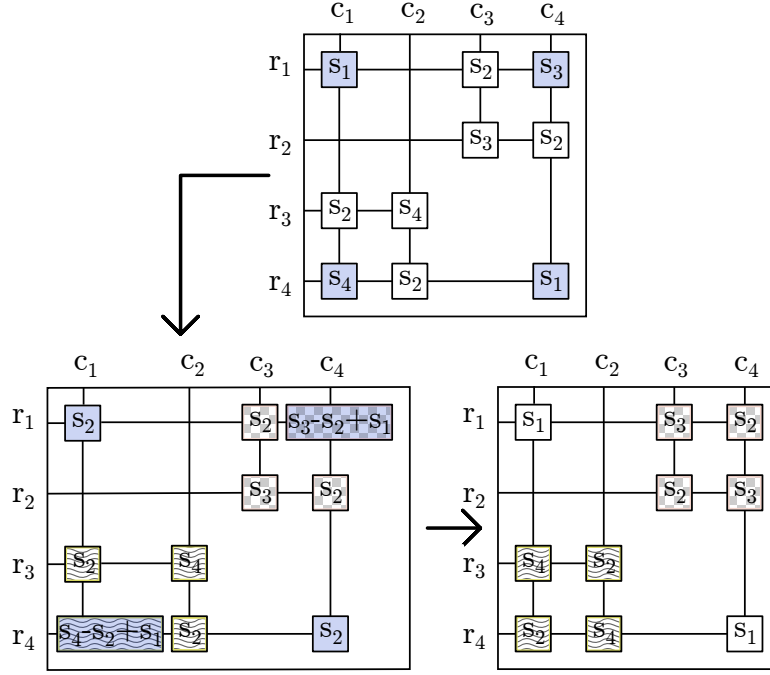 c₁ c₂ c₃ c₄
r₁ s₁ s₂ s₃
r₂ s₃ s₂
r₃ s₂ s₄
r₄ s₄ s₂ s₁
c₁ c₂ c₃ c₄
r₁ s₂ s₂ s₃-s₂+s₁
r₂ s₃ s₂
r₃ s₂ s₄
r₄ s₄-s₂+s₁ s₂ s₂
c₁ c₂ c₃ c₄
r₁ s₁ s₃ s₂
r₂ s₂ s₃
r₃ s₄ s₂
r₄ s₂ s₄ s₁